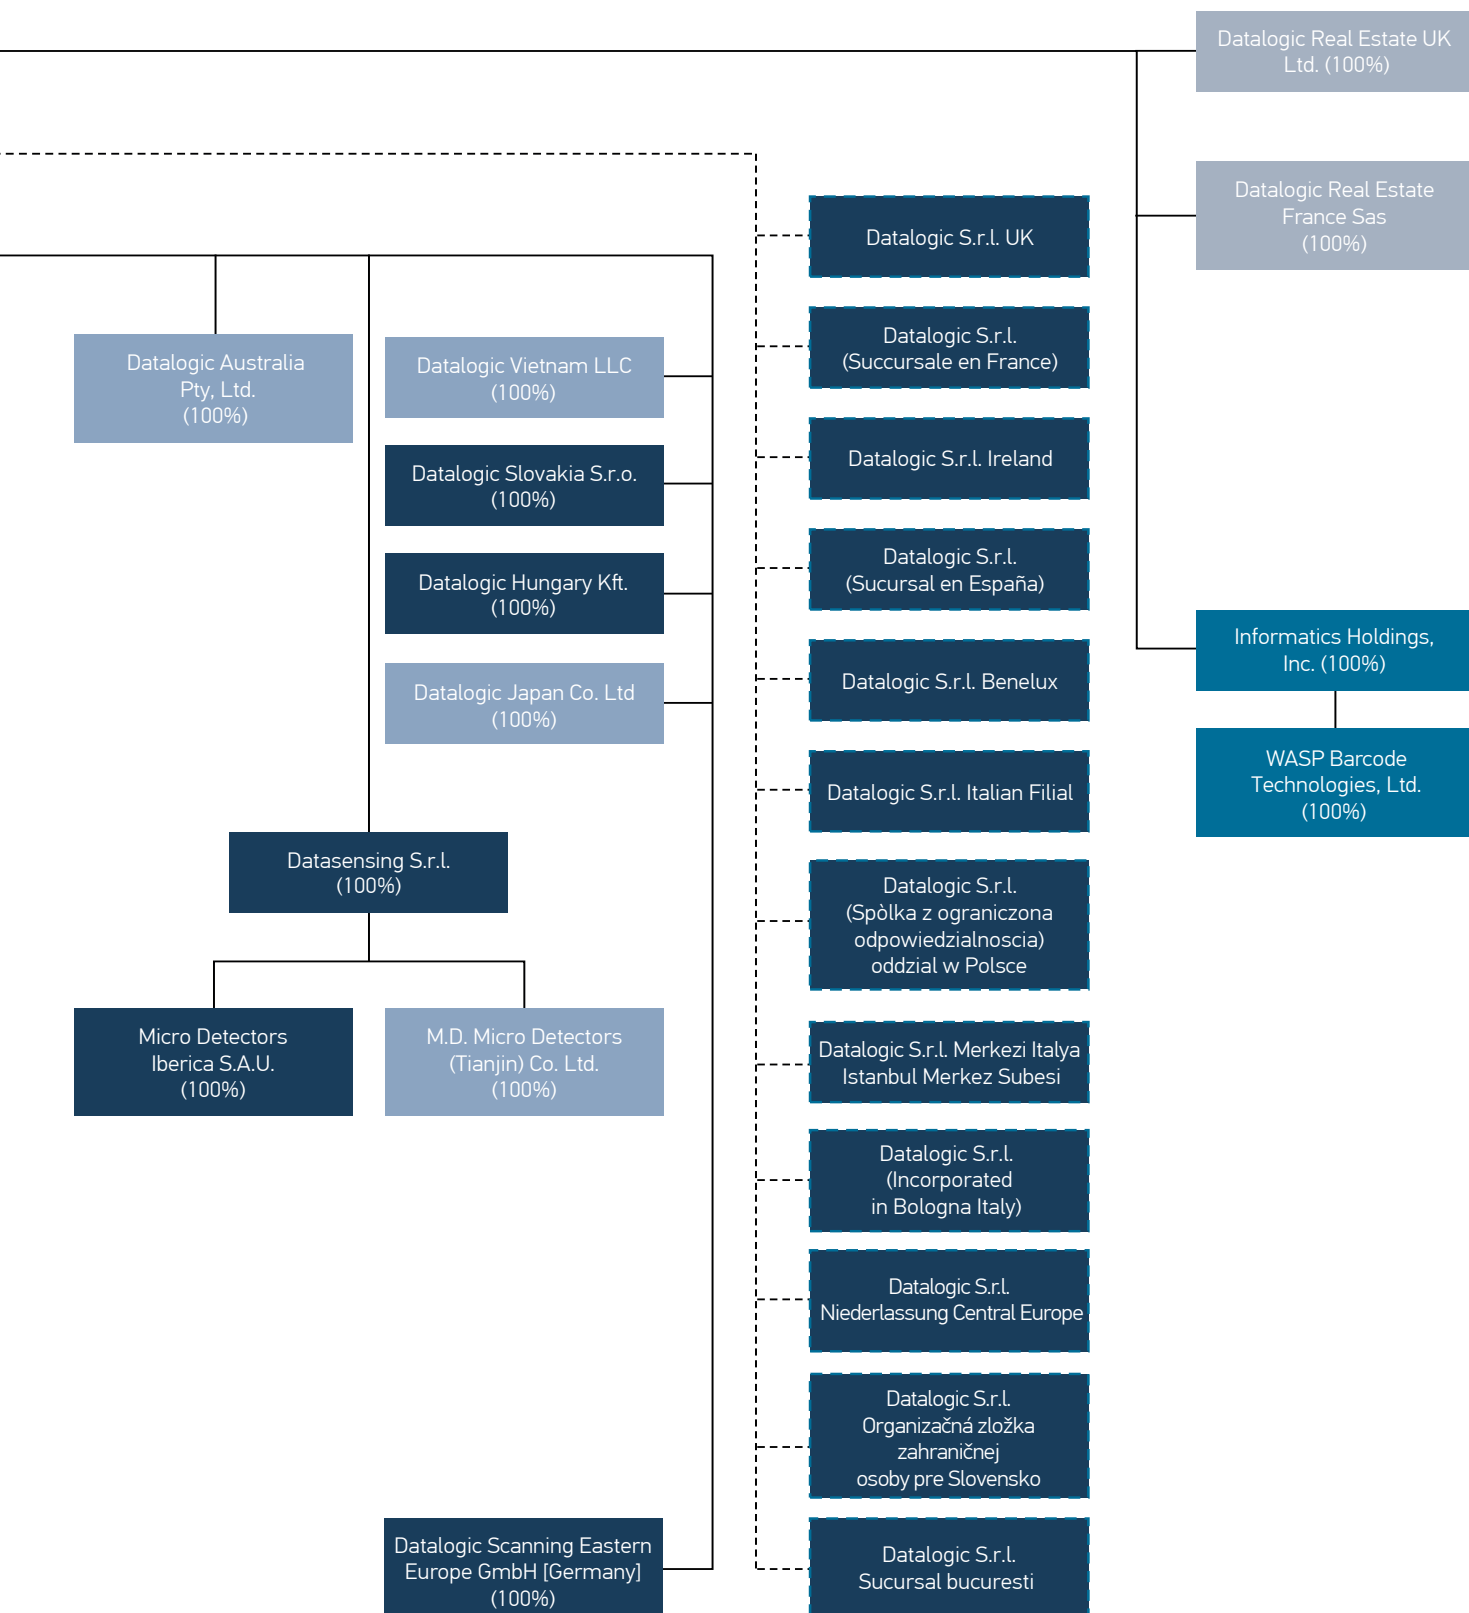 Datalogic Real Estate UK
Ltd. (100%)
Datalogic Real Estate
France Sas
(100%)
Datalogic S.r.l. UK
Datalogic S.r.l.
(Succursale en France)
Datalogic S.r.l. Ireland
Datalogic S.r.l.
(Sucursal en España)
Datalogic S.r.l. Benelux
Datalogic S.r.l. Italian Filial
Datalogic S.r.l.
(Spòlka z ograniczona
odpowiedzialnoscia)
oddzial w Polsce
Datalogic S.r.l. Merkezi Italya
Istanbul Merkez Subesi
Datalogic S.r.l.
(Incorporated
in Bologna Italy)
Datalogic S.r.l.
Niederlassung Central Europe
Datalogic S.r.l.
Organizačná zložka
zahraničnej
osoby pre Slovensko
Datalogic S.r.l.
Sucursal bucuresti
Datalogic Australia
Pty, Ltd.
(100%)
Datalogic Vietnam LLC
(100%)
Datalogic Slovakia S.r.o.
(100%)
Datalogic Hungary Kft.
(100%)
Datalogic Japan Co. Ltd
(100%)
Datasensing S.r.l.
(100%)
Micro Detectors
Iberica S.A.U.
(100%)
M.D. Micro Detectors
(Tianjin) Co. Ltd.
(100%)
Datalogic Scanning Eastern
Europe GmbH [Germany]
(100%)
Informatics Holdings,
Inc. (100%)
WASP Barcode
Technologies, Ltd.
(100%)